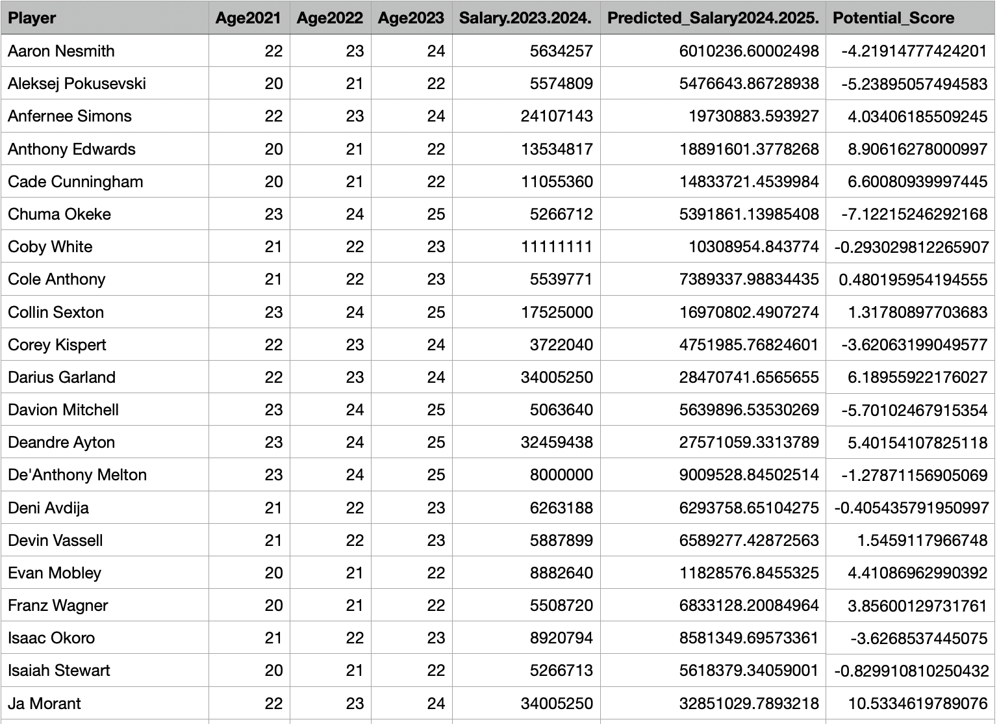 Player Age2021 Age2022 Age2023 Salary.2023.2024. Predicted_Salary2024.2025. Potential_Score
Aaron Nesmith 22 23 24 5634257 6010236.60002498 -4.21914777424201
Aleksej Pokusevski 20 21 22 5574809 5476643.86728938 -5.23895057494583
Anfernee Simons 22 23 24 24107143 19730883.593927 4.03406185509245
Anthony Edwards 20 21 22 13534817 18891601.3778268 8.90616278000997
Cade Cunningham 20 21 22 11055360 14833721.4539984 6.60080939997445
Chuma Okeke 23 24 25 5266712 5391861.13985408 -7.12215246292168
Coby White 21 22 23 11111111 10308954.843774 -0.293029812265907
Cole Anthony 21 22 23 5539771 7389337.98834435 0.480195954194555
Collin Sexton 23 24 25 17525000 16970802.4907274 1.31780897703683
Corey Kispert 22 23 24 3722040 4751985.76824601 -3.62063199049577
Darius Garland 22 23 24 34005250 28470741.6565655 6.18955922176027
Davion Mitchell 23 24 25 5063640 5639896.53530269 -5.70102467915354
Deandre Ayton 23 24 25 32459438 27571059.3313789 5.40154107825118
De'Anthony Melton 23 24 25 8000000 9009528.84502514 -1.27871156905069
Deni Avdija 21 22 23 6263188 6293758.65104275 -0.405435791950997
Devin Vassell 21 22 23 5887899 6589277.42872563 1.5459117966748
Evan Mobley 20 21 22 8882640 11828576.8455325 4.41086962990392
Franz Wagner 20 21 22 5508720 6833128.20084964 3.85600129731761
Isaac Okoro 21 22 23 8920794 8581349.69573361 -3.6268537445075
Isaiah Stewart 20 21 22 5266713 5618379.34059001 -0.829910810250432
Ja Morant 22 23 24 34005250 32851029.7893218 10.5334619789076